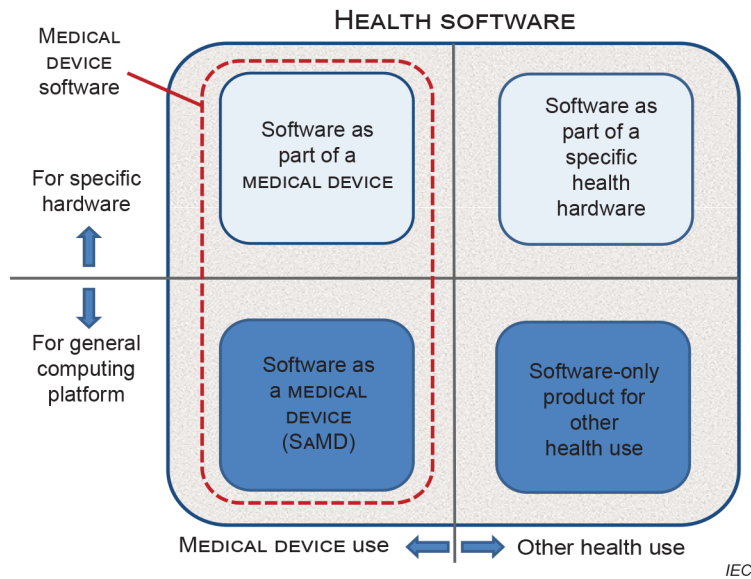 HEALTH SOFTWARE
MEDICAL
DEVICE
software
Software as
part of a
MEDICAL DEVICE
Software as
part of a
specific
health
hardware
For specific
hardware
For general
computing
platform
Software as
a MEDICAL
DEVICE
(SAMD)
Software-only
product for
other
health use
MEDICAL DEVICE use
Other health use
IEC